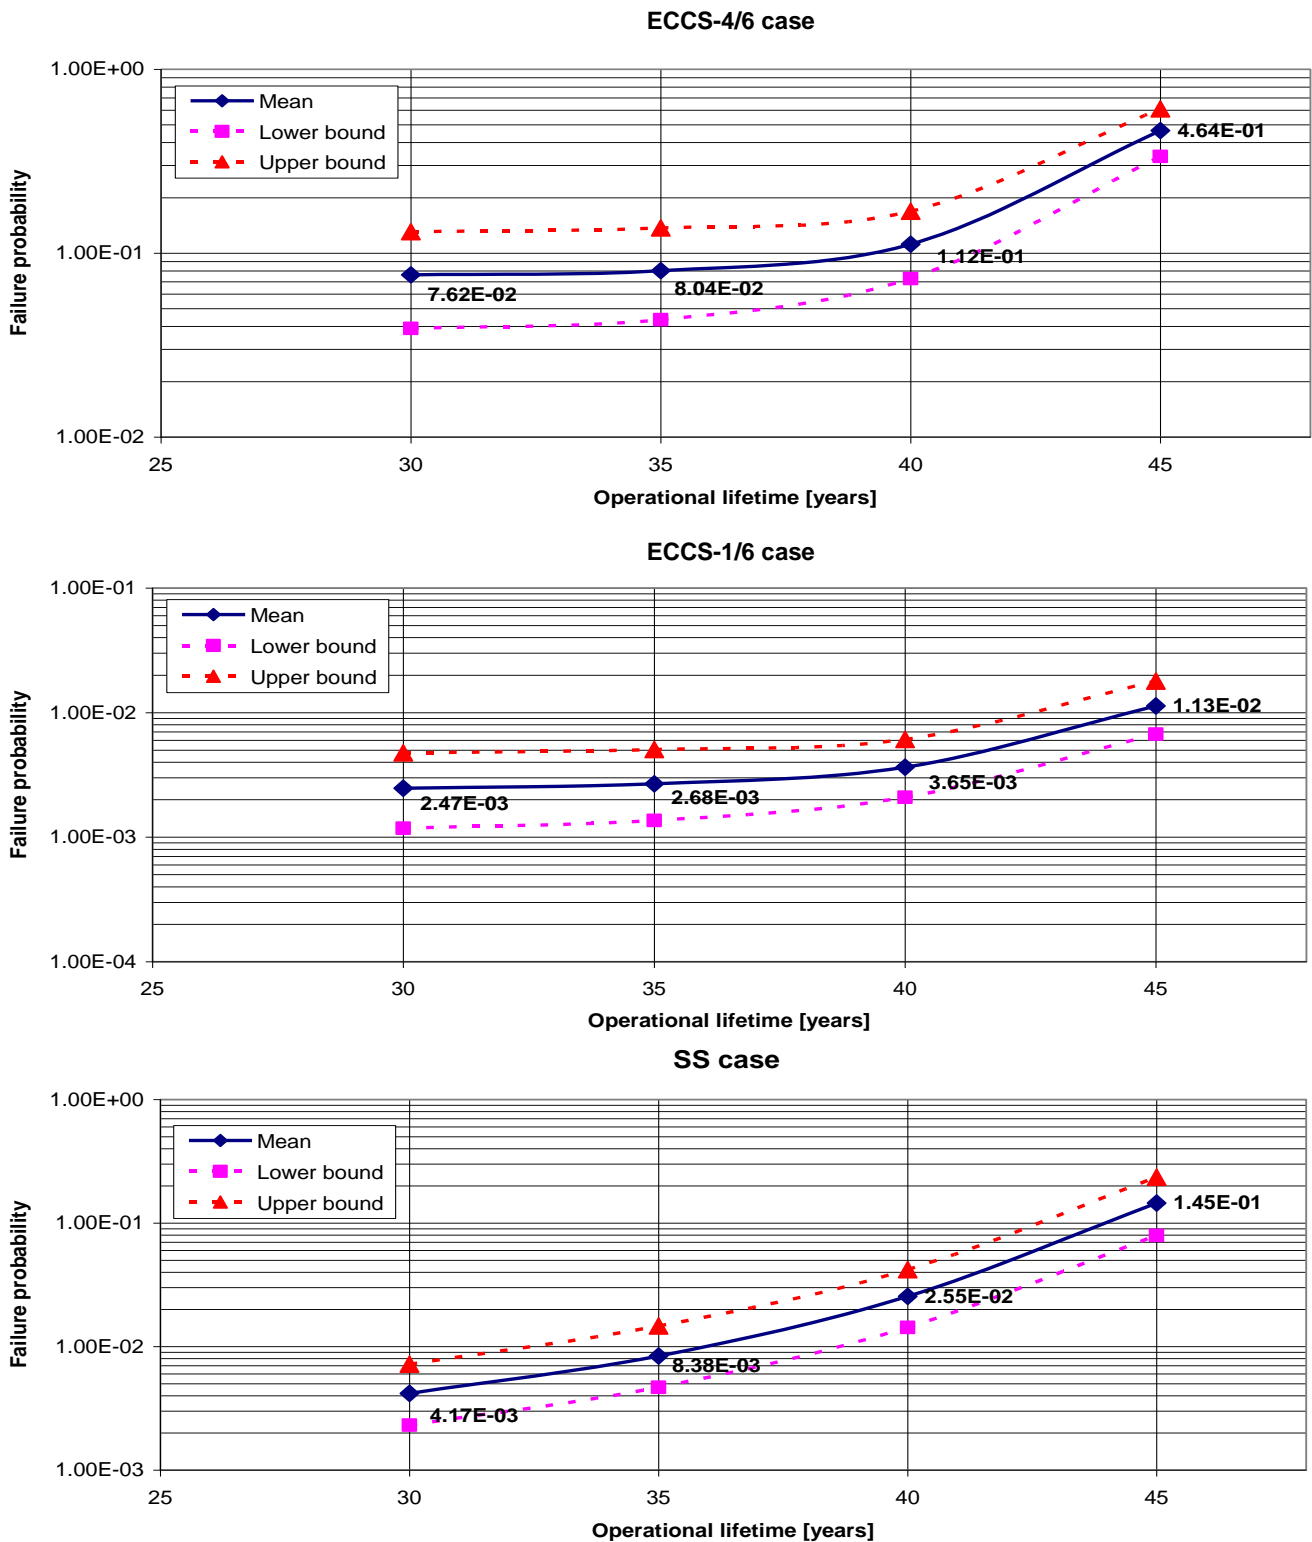 ECCS-4/6 case
1.00E+00
Mean
Lower bound
Upper bound
4.64E-01
Failure probability
1.00E-01
1.12E-01
7.62E-02
8.04E-02
1.00E-02
25 30 35 40 45
Operational lifetime [years]
ECCS-1/6 case
1.00E-01
Mean
Lower bound
Upper bound
1.13E-02
Failure probability
1.00E-02
3.65E-03
2.47E-03
2.68E-03
1.00E-03
1.00E-04
25 30 35 40 45
Operational lifetime [years]
SS case
1.00E+00
Mean
Lower bound
Upper bound
1.45E-01
Failure probability
1.00E-01
2.55E-02
1.00E-02
8.38E-03
4.17E-03
1.00E-03
25 30 35 40 45
Operational lifetime [years]